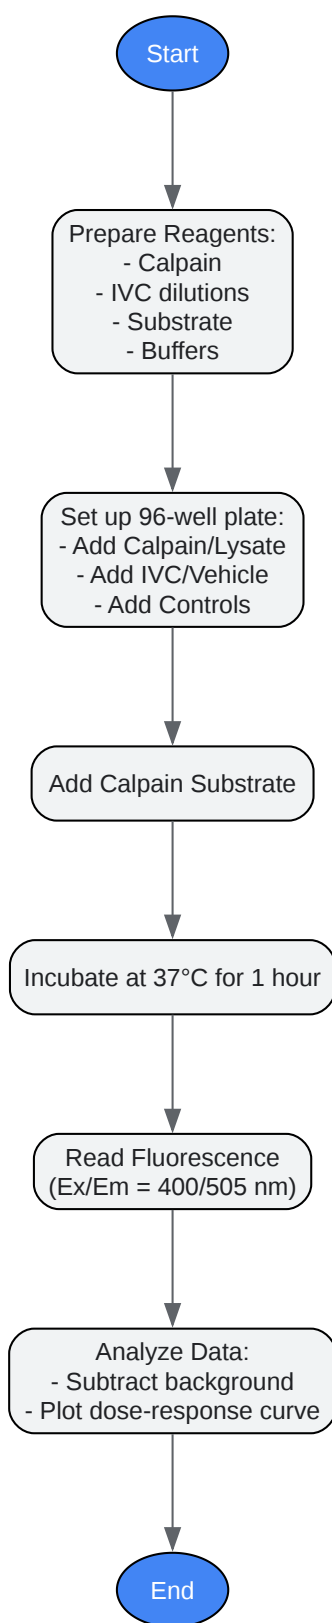 Start
Prepare Reagents:
- Calpain
- IVC dilutions
- Substrate
- Buffers
Set up 96-well plate:
- Add Calpain/Lysate
- Add IVC/Vehicle
- Add Controls
Add Calpain Substrate
Incubate at 37°C for 1 hour
Read Fluorescence
(Ex/Em = 400/505 nm)
Analyze Data:
- Subtract background
- Plot dose-response curve
End